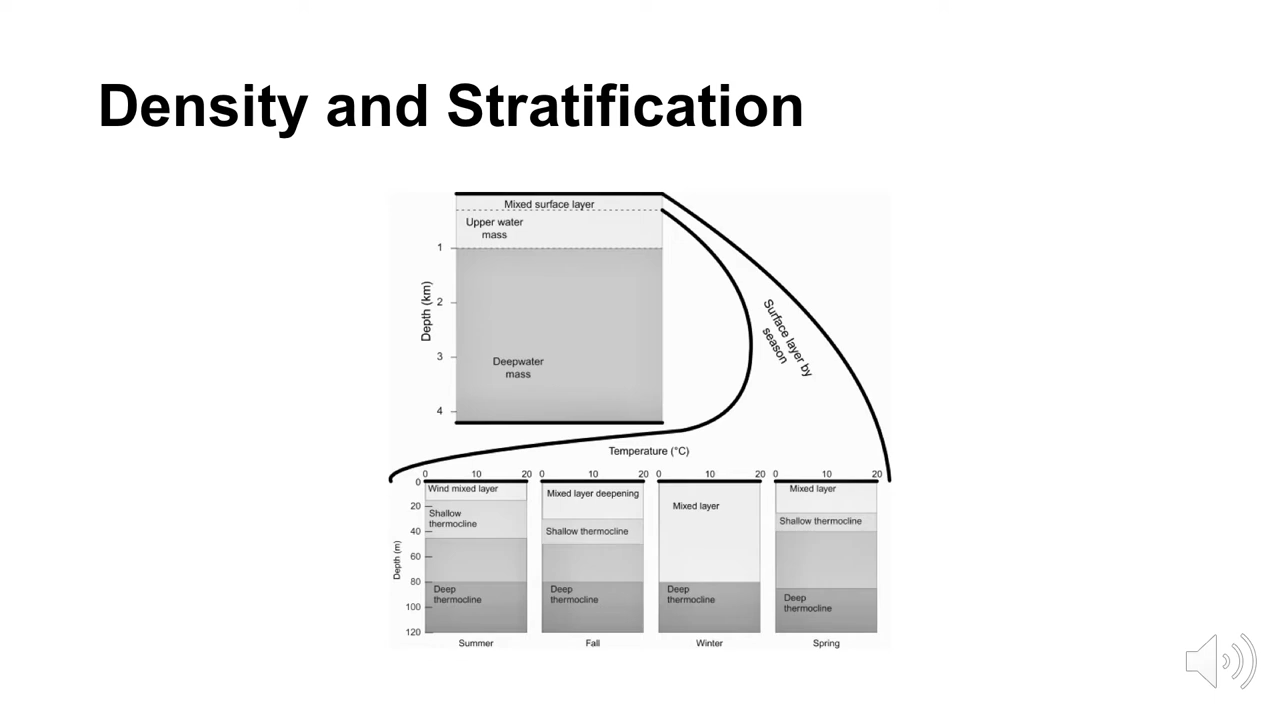 Density and Stratification
Mixed surface layer
Upper water
mass
1
2
3
4
Depth (km)
Deepwater
mass
Surface layer by
season
Temperature (°C)
0 10 20 0 10 20 0 10 20 0 10 20
0
20
40
60
80
100
120
Depth (m)
Wind mixed layer
Shallow
thermocline
Deep
thermocline
Summer
Mixed layer deepening
Shallow thermocline
Deep
thermocline
Fall
Mixed layer
Deep
thermocline
Winter
Mixed layer
Shallow thermocline
Deep
thermocline
Spring